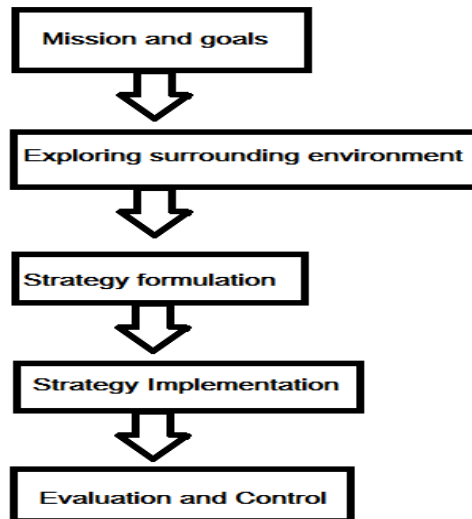 Mission and goals
Exploring surrounding environment
Strategy formulation
Strategy Implementation
Evaluation and Control